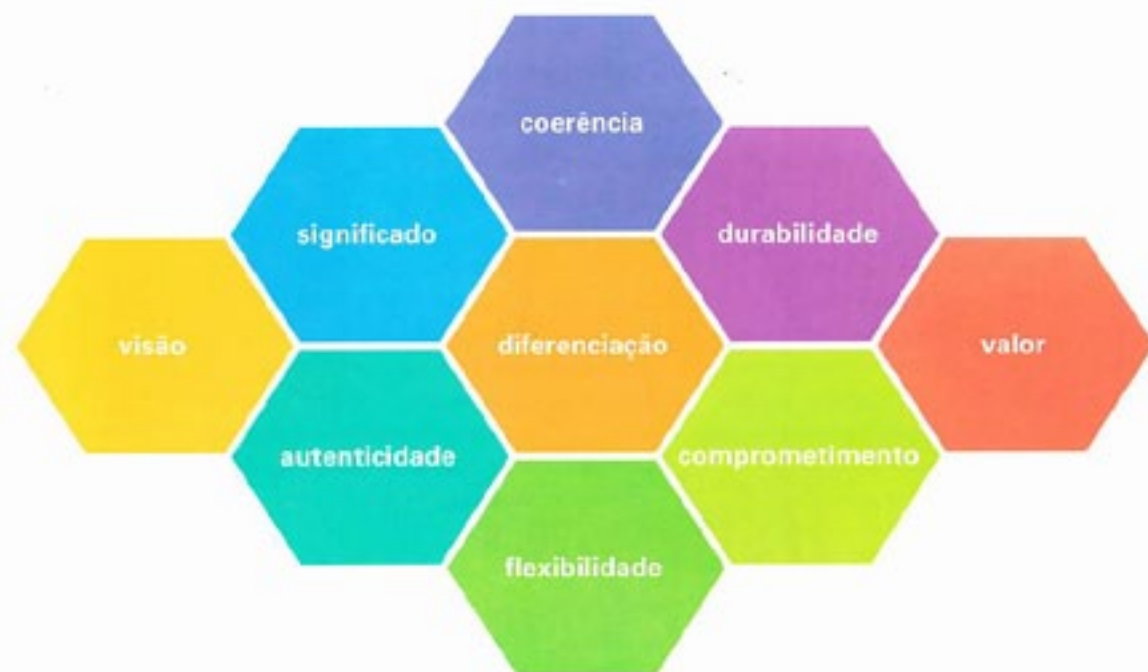 coerência
significado
durabilidade
visão
diferenciação
valor
autenticidade
comprometimento
flexibilidade